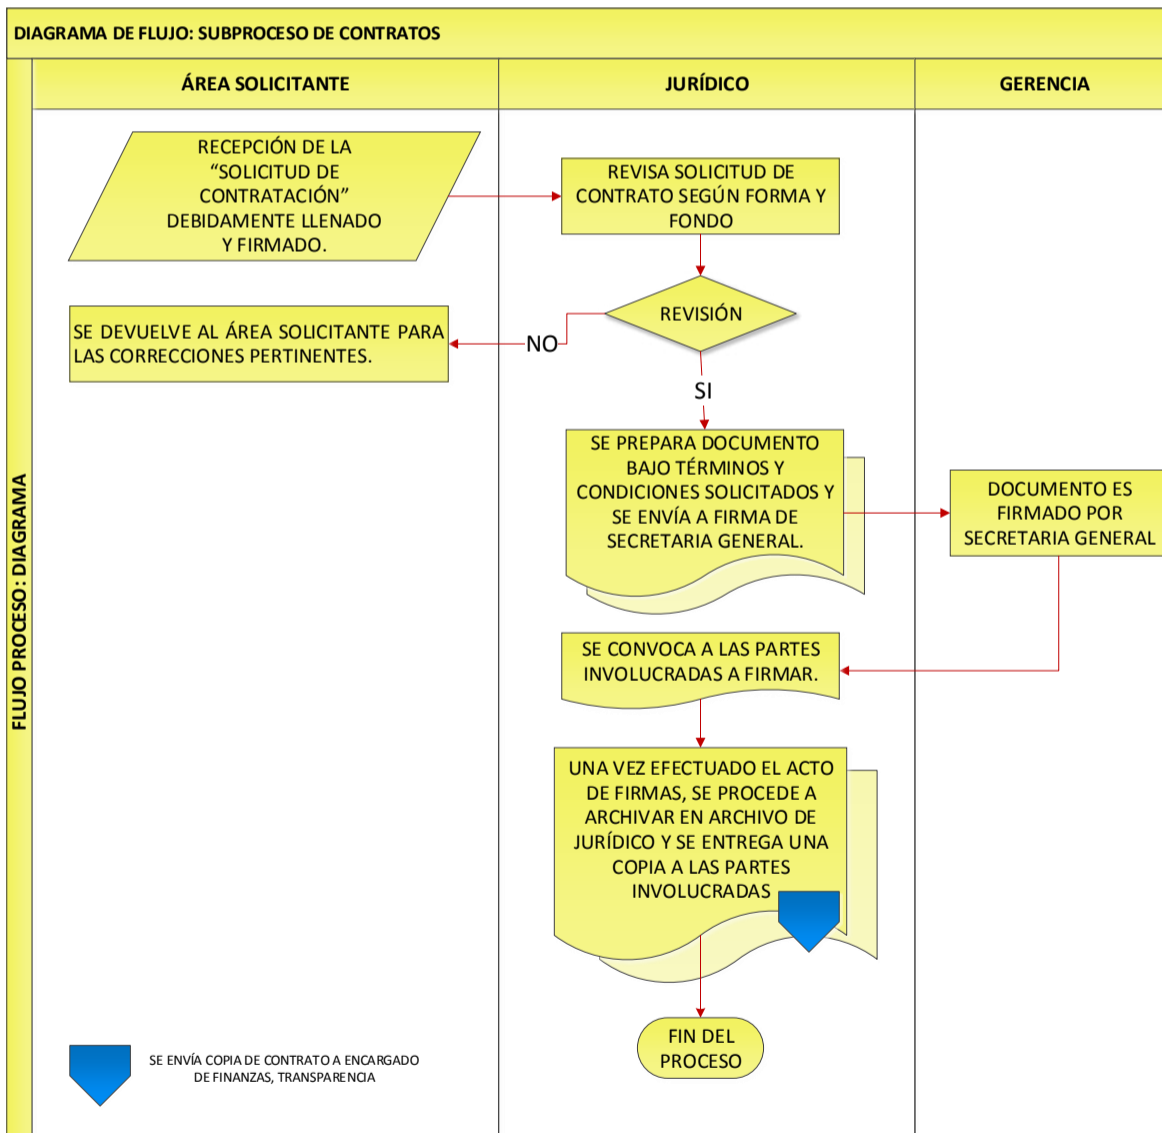 DIAGRAMA DE FLUJO: SUBPROCESO DE CONTRATOS
FLUJO PROCESO: DIAGRAMA
ÁREA SOLICITANTE
JURÍDICO
GERENCIA
RECEPCIÓN DE LA
“SOLICITUD DE
CONTRATACIÓN”
DEBIDAMENTE LLENADO
Y FIRMADO.
REVISA SOLICITUD DE
CONTRATO SEGÚN FORMA Y
FONDO
REVISIÓN
NO
SE DEVUELVE AL ÁREA SOLICITANTE PARA
LAS CORRECCIONES PERTINENTES.
SI
SE PREPARA DOCUMENTO
BAJO TÉRMINOS Y
CONDICIONES SOLICITADOS Y
SE ENVÍA A FIRMA DE
SECRETARIA GENERAL.
DOCUMENTO ES
FIRMADO POR
SECRETARIA GENERAL
SE CONVOCA A LAS PARTES
INVOLUCRADAS A FIRMAR.
UNA VEZ EFECTUADO EL ACTO
DE FIRMAS, SE PROCEDE A
ARCHIVAR EN ARCHIVO DE
JURÍDICO Y SE ENTREGA UNA
COPIA A LAS PARTES
INVOLUCRADAS
FIN DEL
PROCESO
SE ENVÍA COPIA DE CONTRATO A ENCARGADO
DE FINANZAS, TRANSPARENCIA